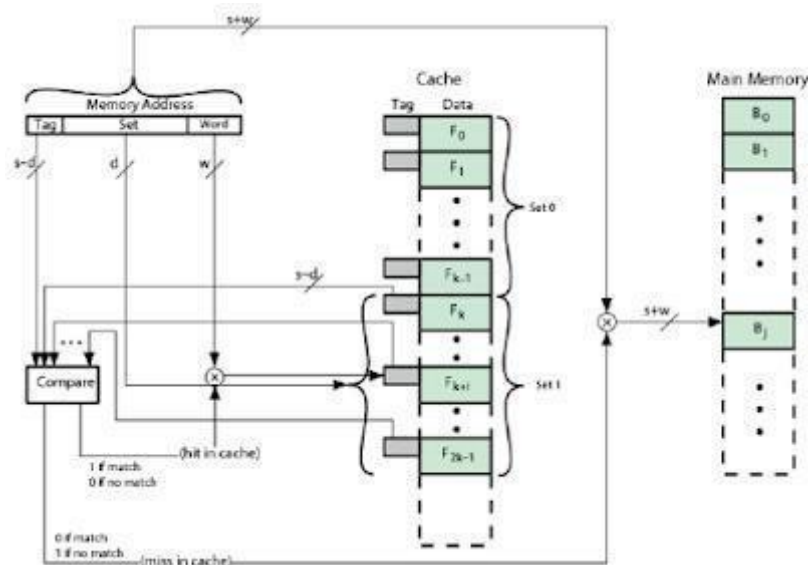 s+w
Cache
Main Memory
Memory Address
Tag Data
Tag Set Word
F0
B0
F1
B1
s–d
d
w
Set 0
s–d
Fk–1
Fk
s+w
Bj
Compare
Fk+i
Set 1
(hit in cache)
F2k–1
1 if match
0 if no match
0 if match
1 if no match
(miss in cache)